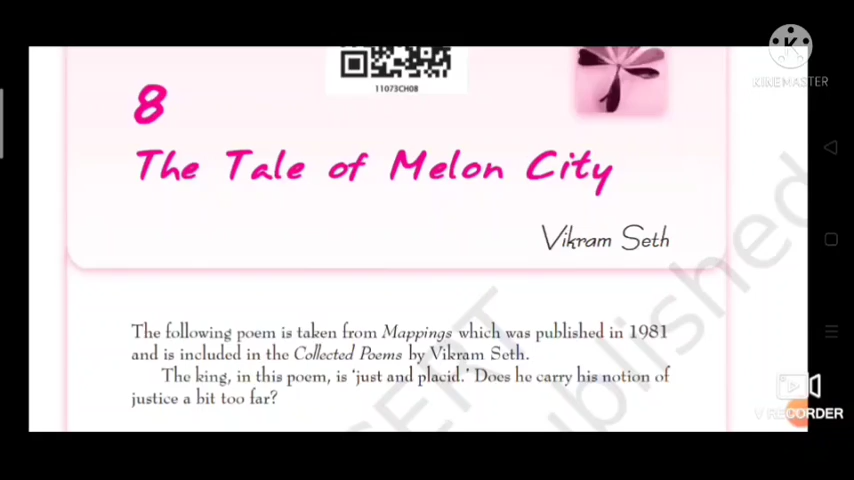 KINEMASTER
11073CH08
8
The Tale of Melon City
Vikram Seth
The following poem is taken from Mappings which was published in 1981
and is included in the Collected Poems by Vikram Seth.
The king, in this poem, is ‘just and placid.’ Does he carry his notion of
justice a bit too far?
V RECORDER